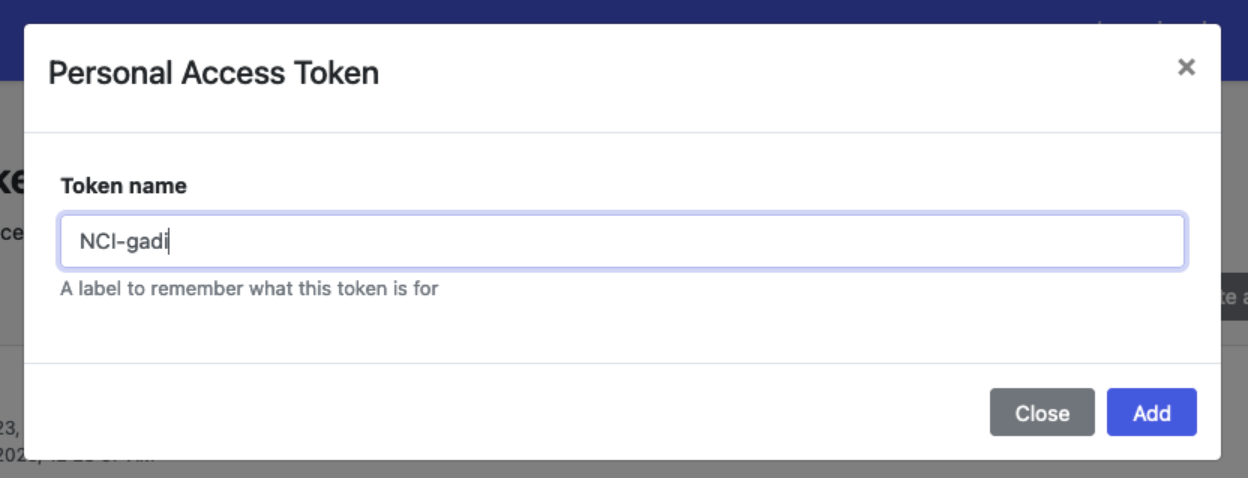 Personal Access Token
×
Token name
NCI-gadi
A label to remember what this token is for
Close
Add